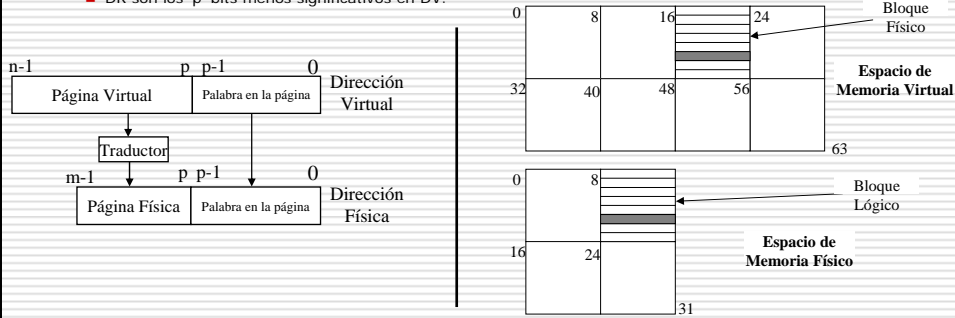 DR son los 'p' bits menos significativos en DV.
n-1 p p-1 0
Página Virtual
Palabra en la página
Dirección
Virtual
Traductor
m-1 p p-1 0
Página Física
Palabra en la página
Dirección
Física
0 8 16 24
Bloque
Físico
32 40 48 56
Espacio de
Memoria Virtual
63
0 8
Bloque
Lógico
16 24
Espacio de
Memoria Físico
31